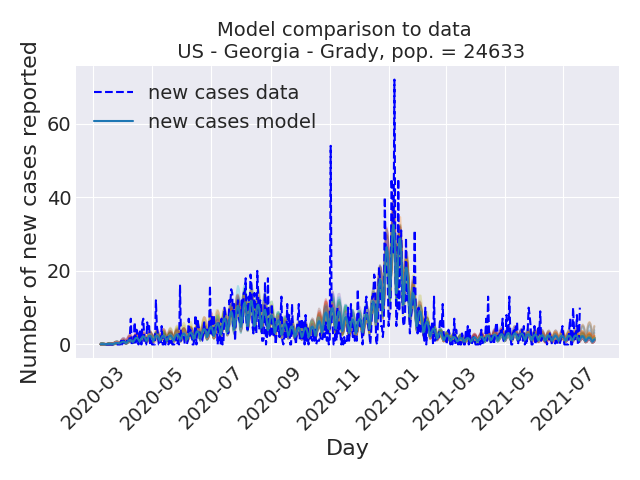 Model comparison to data
US - Georgia - Grady, pop. = 24633
Number of new cases reported
new cases data
new cases model
60
40
20
0
2020-03
2020-05
2020-07
2020-09
2020-11
2021-01
2021-03
2021-05
2021-07
Day